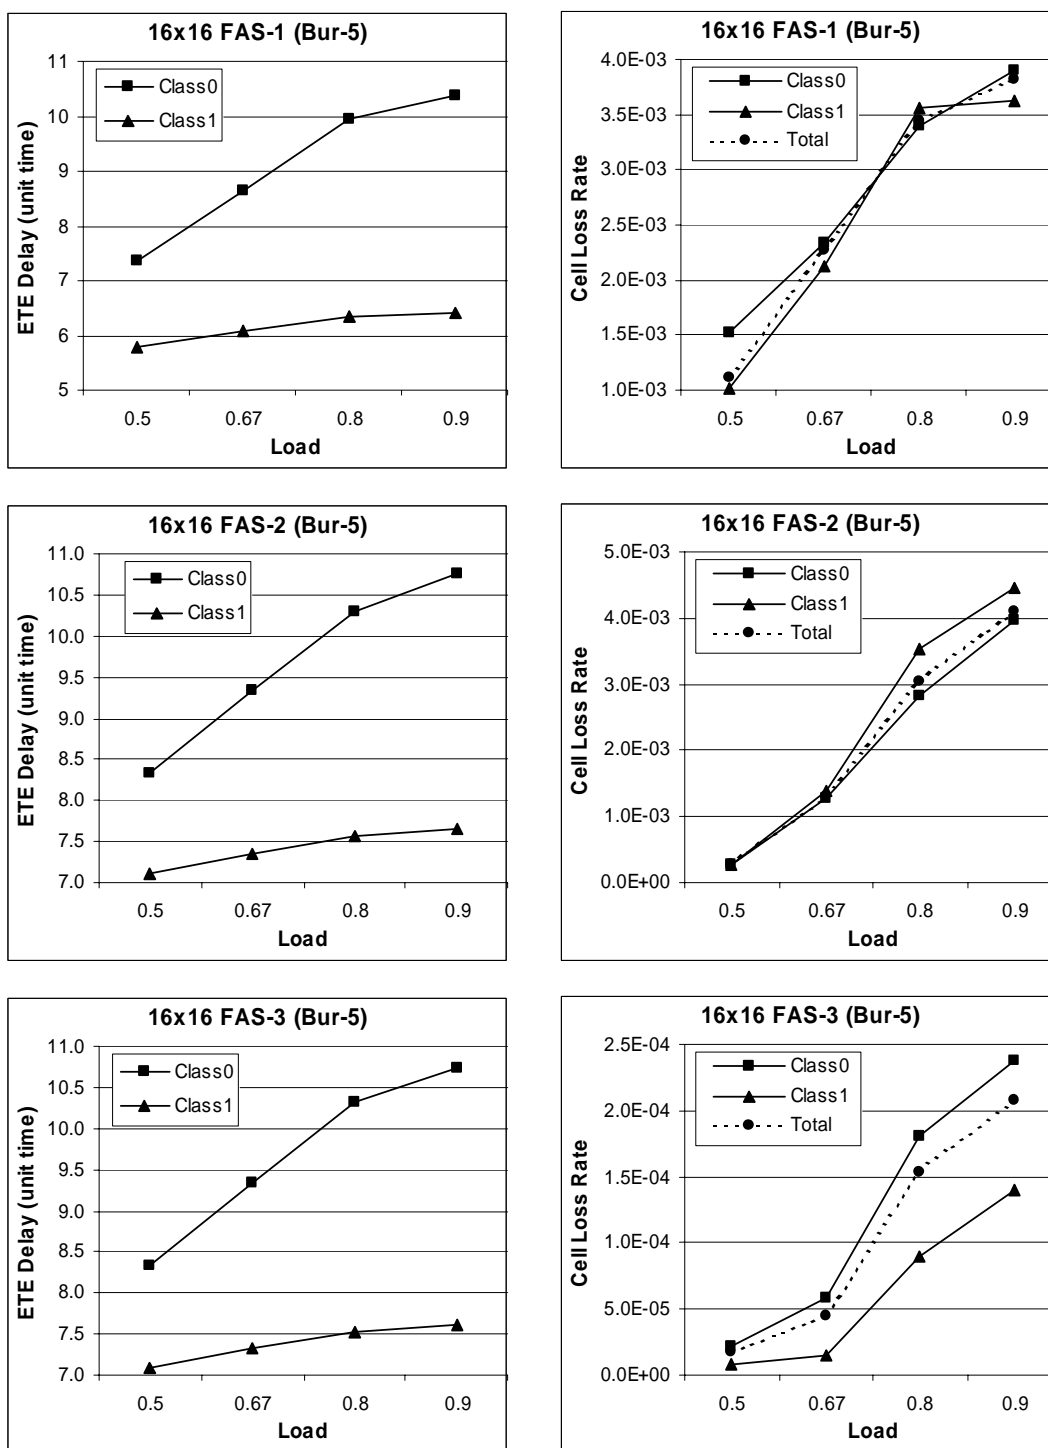 16x16 FAS-1 (Bur-5)
ETE Delay (unit time)
11
10
9
8
7
6
5
Class0
Class1
0.5 0.67 0.8 0.9
Load
16x16 FAS-1 (Bur-5)
Cell Loss Rate
4.0E-03
3.5E-03
3.0E-03
2.5E-03
2.0E-03
1.5E-03
1.0E-03
Class0
Class1
Total
0.5 0.67 0.8 0.9
Load
16x16 FAS-2 (Bur-5)
ETE Delay (unit time)
11.0
10.5
10.0
9.5
9.0
8.5
8.0
7.5
7.0
Class0
Class1
0.5 0.67 0.8 0.9
Load
16x16 FAS-2 (Bur-5)
Cell Loss Rate
5.0E-03
4.0E-03
3.0E-03
2.0E-03
1.0E-03
0.0E+00
Class0
Class1
Total
0.5 0.67 0.8 0.9
Load
16x16 FAS-3 (Bur-5)
ETE Delay (unit time)
11.0
10.5
10.0
9.5
9.0
8.5
8.0
7.5
7.0
Class0
Class1
0.5 0.67 0.8 0.9
Load
16x16 FAS-3 (Bur-5)
Cell Loss Rate
2.5E-04
2.0E-04
1.5E-04
1.0E-04
5.0E-05
0.0E+00
Class0
Class1
Total
0.5 0.67 0.8 0.9
Load